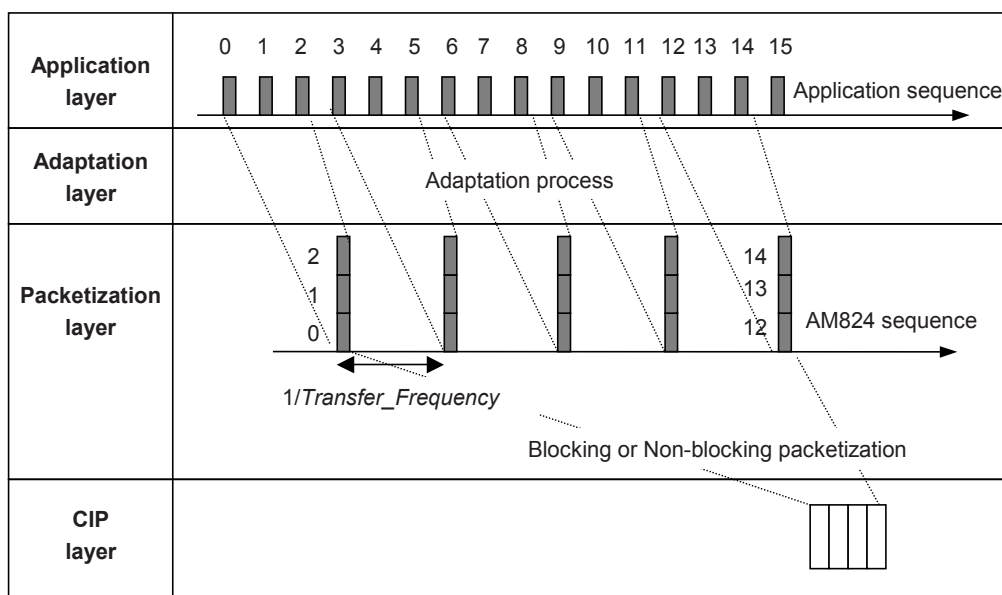 0 1 2 3 4 5 6 7 8 9 10 11 12 13 14 15
Application
layer
Application sequence
Adaptation
layer
Adaptation process
Packetization
layer
2
1
0
14
13
12
AM824 sequence
1/Transfer_Frequency
Blocking or Non-blocking packetization
CIP
layer